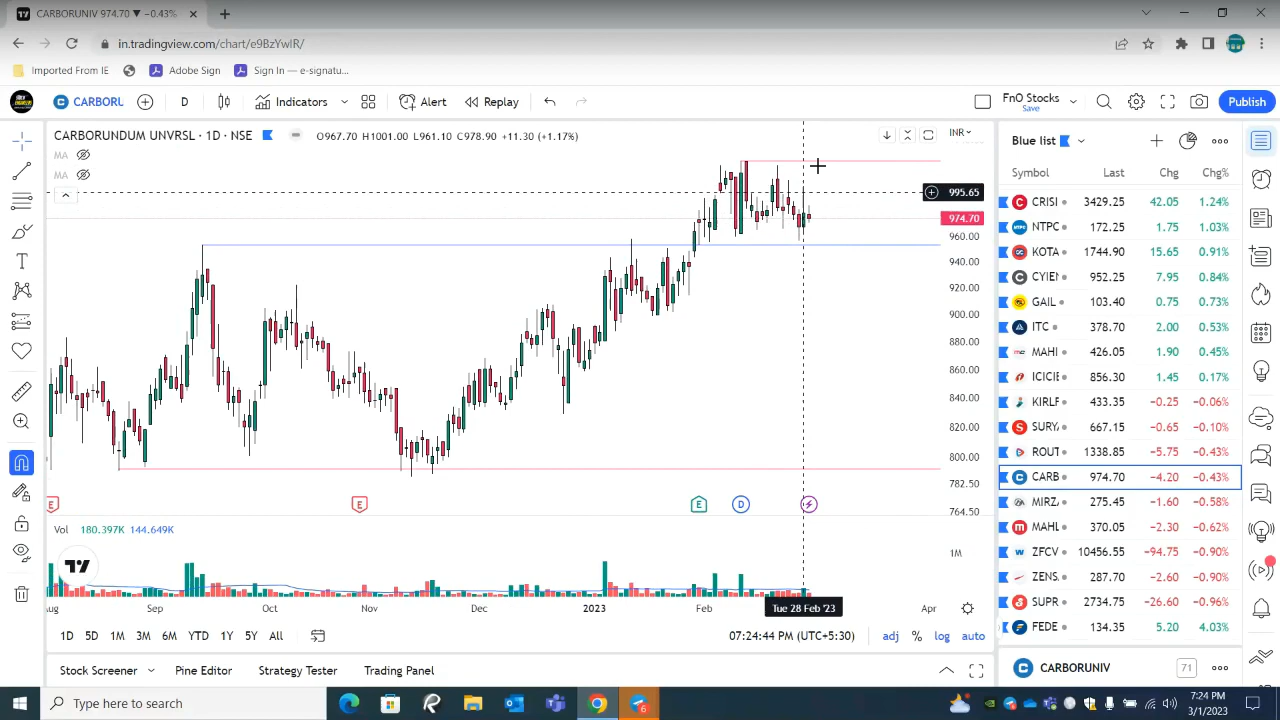 CARBORUNIV 974.70 ▼ −0.43%
in.tradingview.com/chart/e9BzYwIR/
Imported From IE
Adobe Sign
Sign In — e-signatu...
CARBORL
D
Indicators
Alert
Replay
FnO Stocks
Save
Publish
CARBORUNDUM UNVRSL · 1D · NSE
O967.70 H1001.00 L961.10 C978.90 +11.30 (+1.17%)
INR
MA
MA
995.65
974.70
960.00
940.00
920.00
900.00
880.00
860.00
840.00
820.00
800.00
782.50
764.50
E
E
E
D
Vol 180.397K 144.649K
1M
Aug
Sep
Oct
Nov
Dec
2023
Feb
Tue 28 Feb '23
Apr
1D 5D 1M 3M 6M YTD 1Y 5Y All
07:24:44 PM (UTC+5:30)
adj % log auto
Stock Screener
Pine Editor
Strategy Tester
Trading Panel
Blue list
Symbol Last Chg Chg%
CRISI 3429.25 42.05 1.24%
NTPC 172.25 1.75 1.03%
KOTA 1744.90 15.65 0.91%
CYIEN 952.25 7.95 0.84%
GAIL 103.40 0.75 0.73%
ITC 378.70 2.00 0.53%
MAHI 426.05 1.90 0.45%
ICICIE 856.30 1.45 0.17%
KIRLF 433.35 −0.25 −0.06%
SURY 667.15 −0.65 −0.10%
ROUT 1338.85 −5.75 −0.43%
CARB 974.70 −4.20 −0.43%
MIRZ 275.45 −1.60 −0.58%
MAHL 370.05 −2.30 −0.62%
ZFCV 10456.55 −94.75 −0.90%
ZENS 287.70 −2.60 −0.90%
SUPR 2734.75 −26.60 −0.96%
FEDE 134.35 5.20 4.03%
CARBORUNIV
71
Type here to search
6
7:24 PM
3/1/2023